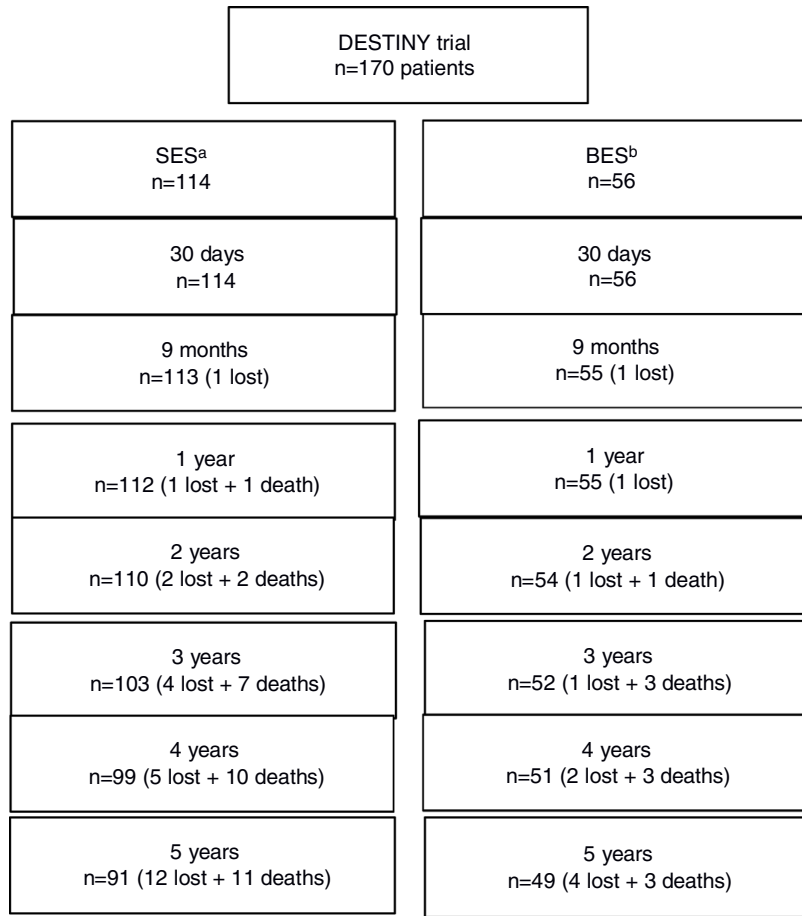 DESTINY trial
n=170 patients
SESᵃ
n=114
30 days
n=114
9 months
n=113 (1 lost)
1 year
n=112 (1 lost + 1 death)
2 years
n=110 (2 lost + 2 deaths)
3 years
n=103 (4 lost + 7 deaths)
4 years
n=99 (5 lost + 10 deaths)
5 years
n=91 (12 lost + 11 deaths)
BESᵇ
n=56
30 days
n=56
9 months
n=55 (1 lost)
1 year
n=55 (1 lost)
2 years
n=54 (1 lost + 1 death)
3 years
n=52 (1 lost + 3 deaths)
4 years
n=51 (2 lost + 3 deaths)
5 years
n=49 (4 lost + 3 deaths)